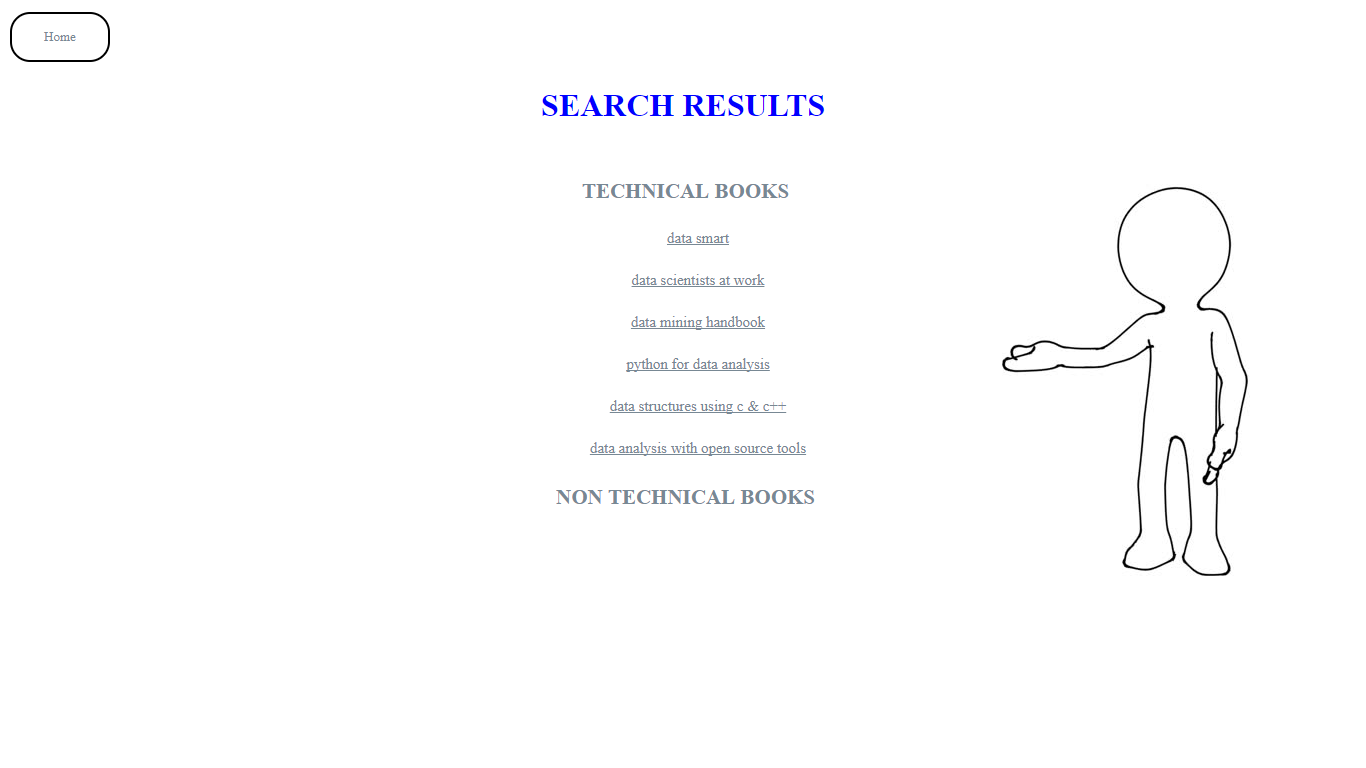 Home
SEARCH RESULTS
TECHNICAL BOOKS
data smart
data scientists at work
data mining handbook
python for data analysis
data structures using c & c++
data analysis with open source tools
NON TECHNICAL BOOKS